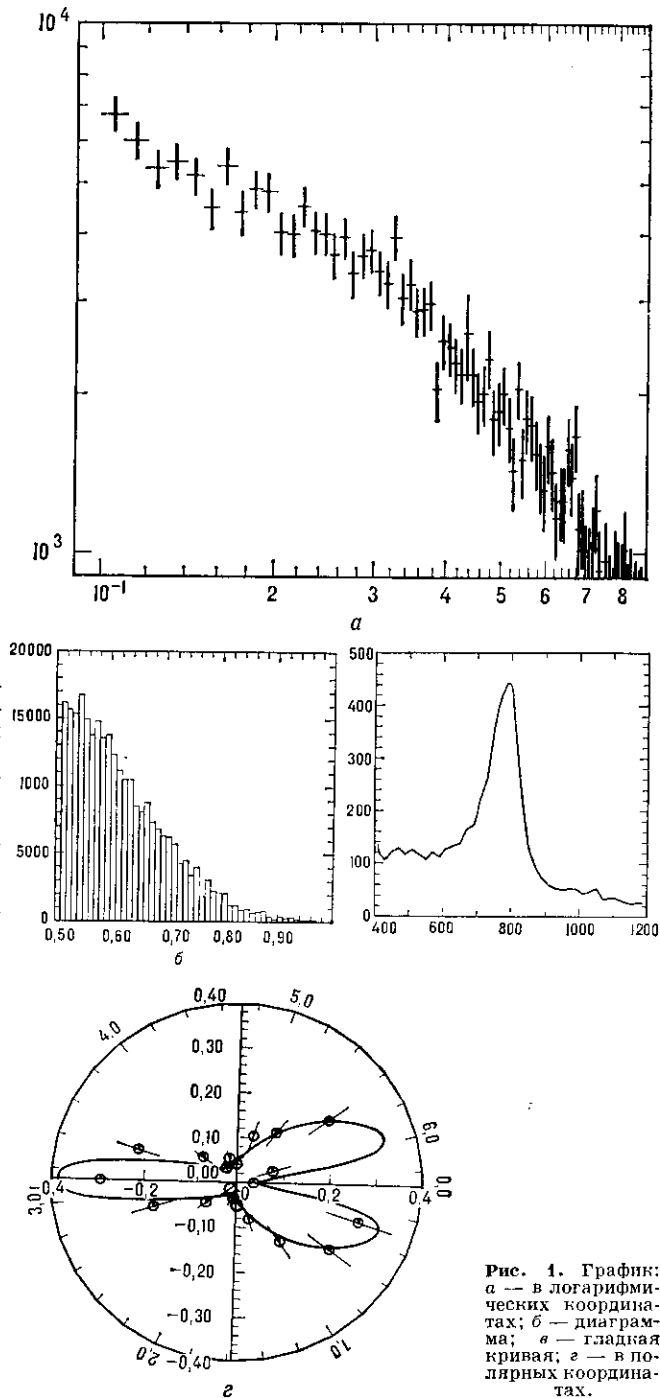 10⁴
10³
10⁻¹ 2 3 4 5 6 7 8
а
20000
15000
1000
5000
0
0,50 0,60 0,70 0,80 0,90
б
500
400
300
200
100
0
400 600 800 1000 1200
0,40
0,30
0,20
0,10
0,00
-0,10
-0,20
-0,30
-0,40
0,4 -0,2 0,0 0,2 0,4
0,0
1,0
2,0
3,0
4,0
5,0
6,0
г
Рис. 1. График:
а — в логарифми-
ческих координа-
тах; б — диаграм-
ма; в — гладкая
кривая; г — в по-
лярных координа-
тах.